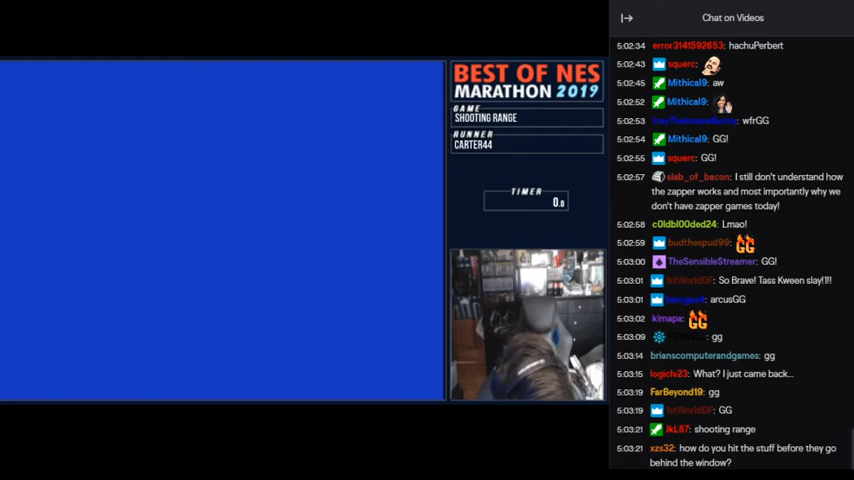 Chat on Videos
BEST OF NES
MARATHON 2019
GAME
SHOOTING RANGE
RUNNER
CARTER44
TIMER
0.0
5:02:34 error3141592653: hachuPerbert
5:02:43 squerc:
5:02:45 Mithical9: aw
5:02:52 Mithical9:
5:02:53 wfrGG
5:02:54 Mithical9: GG!
5:02:55 squerc: GG!
5:02:57 slab_of_bacon: I still don't understand how
the zapper works and most importantly why we
don't have zapper games today!
5:02:58 c0ldbl00ded24: Lmao!
5:02:59 budthespud99: GG
5:03:00 TheSensibleStreamer: GG!
5:03:01 1stWorldDF: So Brave! Tass Kween slay!1!!
5:03:01 arcusGG
5:03:02 kimapa: GG
5:03:09 gg
5:03:14 brianscomputerandgames: gg
5:03:15 logiclv23: What? I just came back...
5:03:19 FarBeyond19: gg
5:03:19 1stWorldDF: GG
5:03:21 JkL87: shooting range
5:03:21 xzs32: how do you hit the stuff before they go
behind the window?